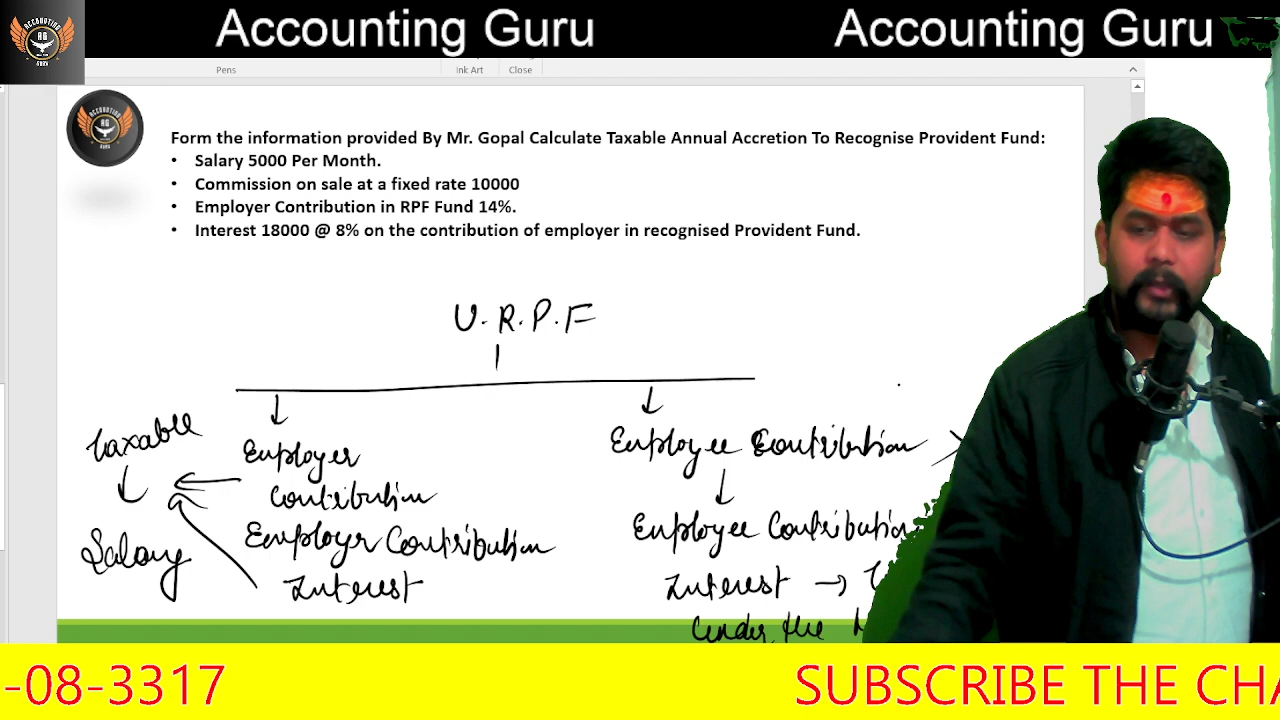 Accounting Guru
Accounting Guru
Pens
Ink Art
Close
Form the information provided By Mr. Gopal Calculate Taxable Annual Accretion To Recognise Provident Fund:
• Salary 5000 Per Month.
• Commission on sale at a fixed rate 10000
• Employer Contribution in RPF Fund 14%.
• Interest 18000 @ 8% on the contribution of employer in recognised Provident Fund.
U.R.P.F
Taxable
Salary
Employer
Contribution
Employer Contribution
Interest
Employee Contribution
Employee Contribution
Interest →
Under the
-08-3317
SUBSCRIBE THE CHA